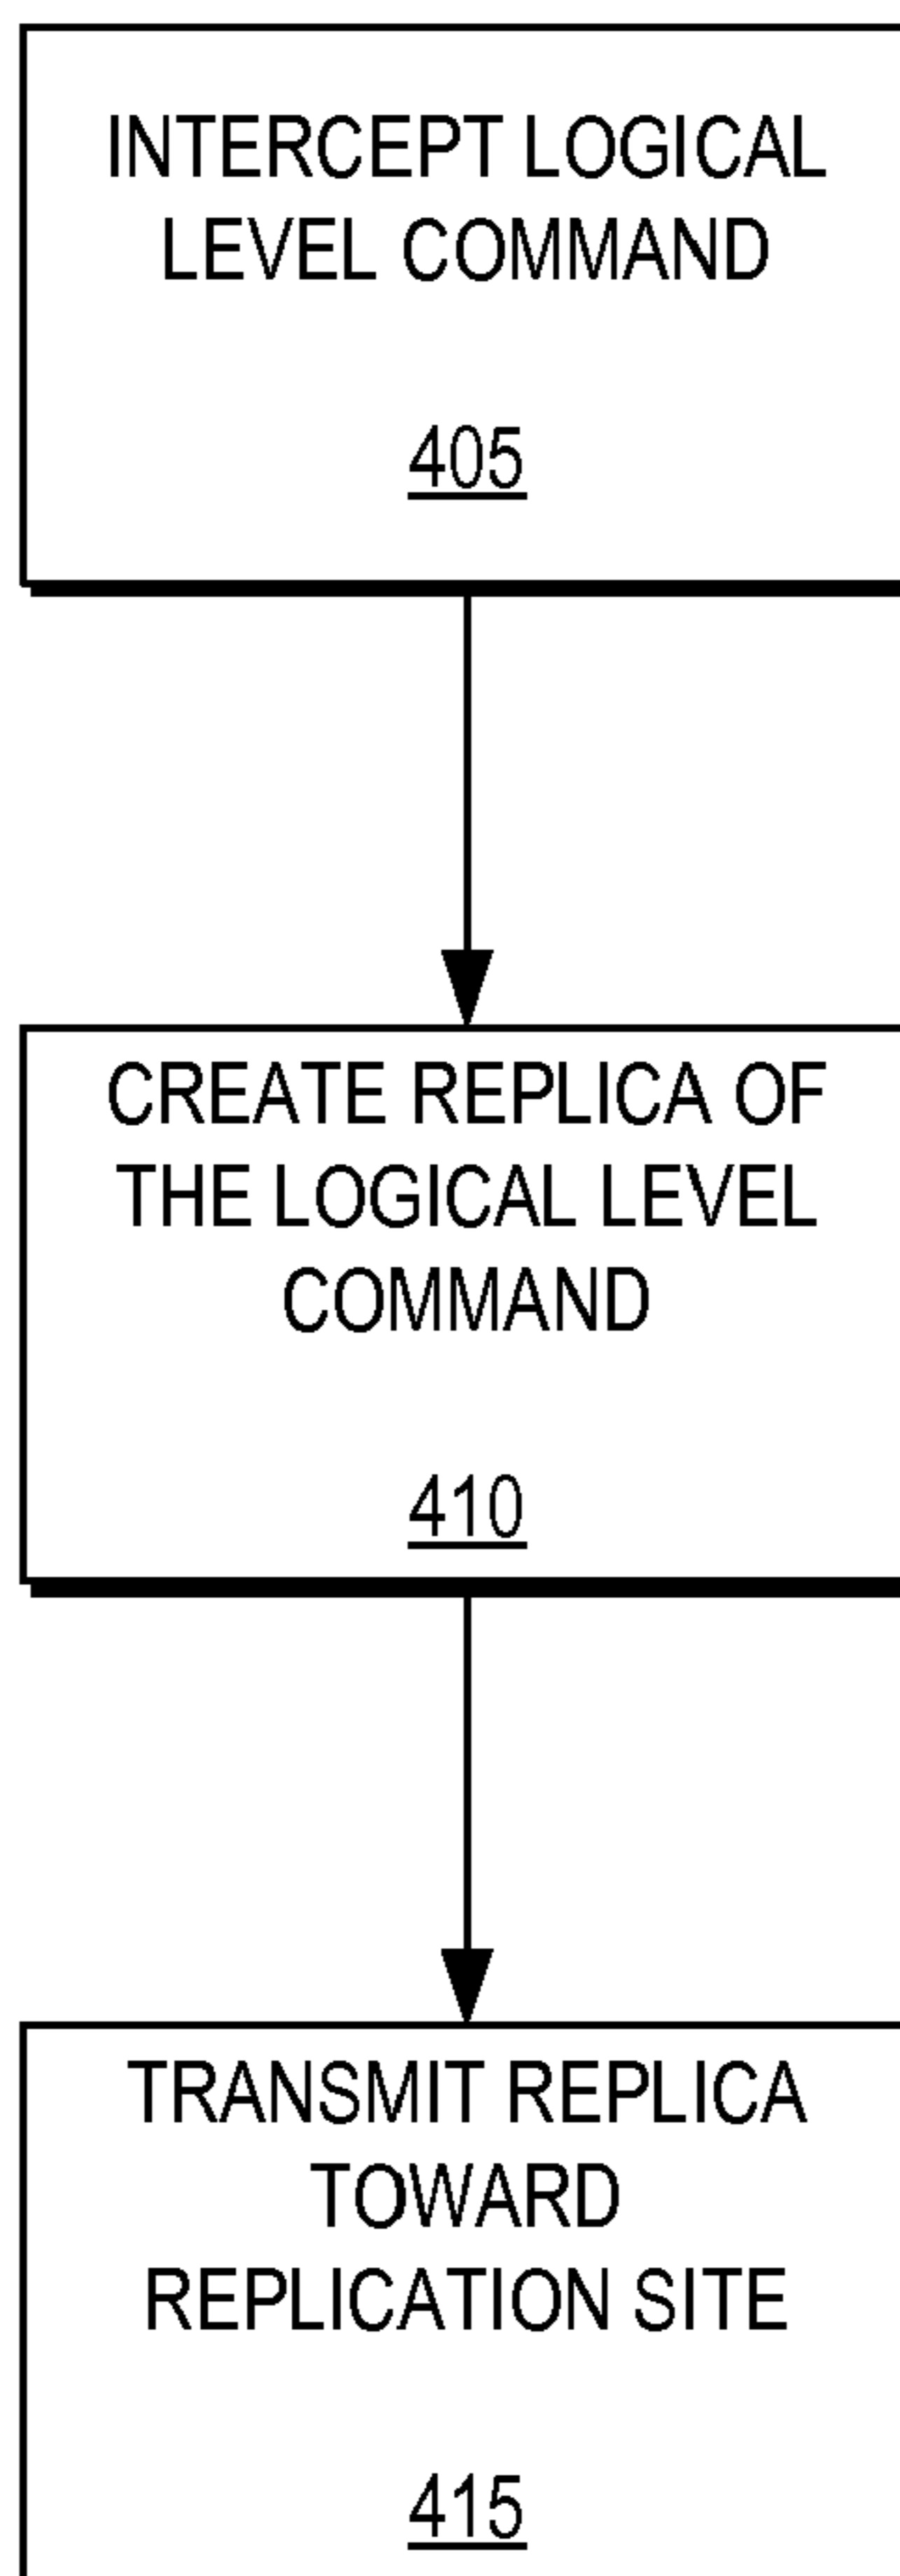 INTERCEPT LOGICAL
LEVEL COMMAND
405
CREATE REPLICA OF
THE LOGICAL LEVEL
COMMAND
410
TRANSMIT REPLICA
TOWARD
REPLICATION SITE
415